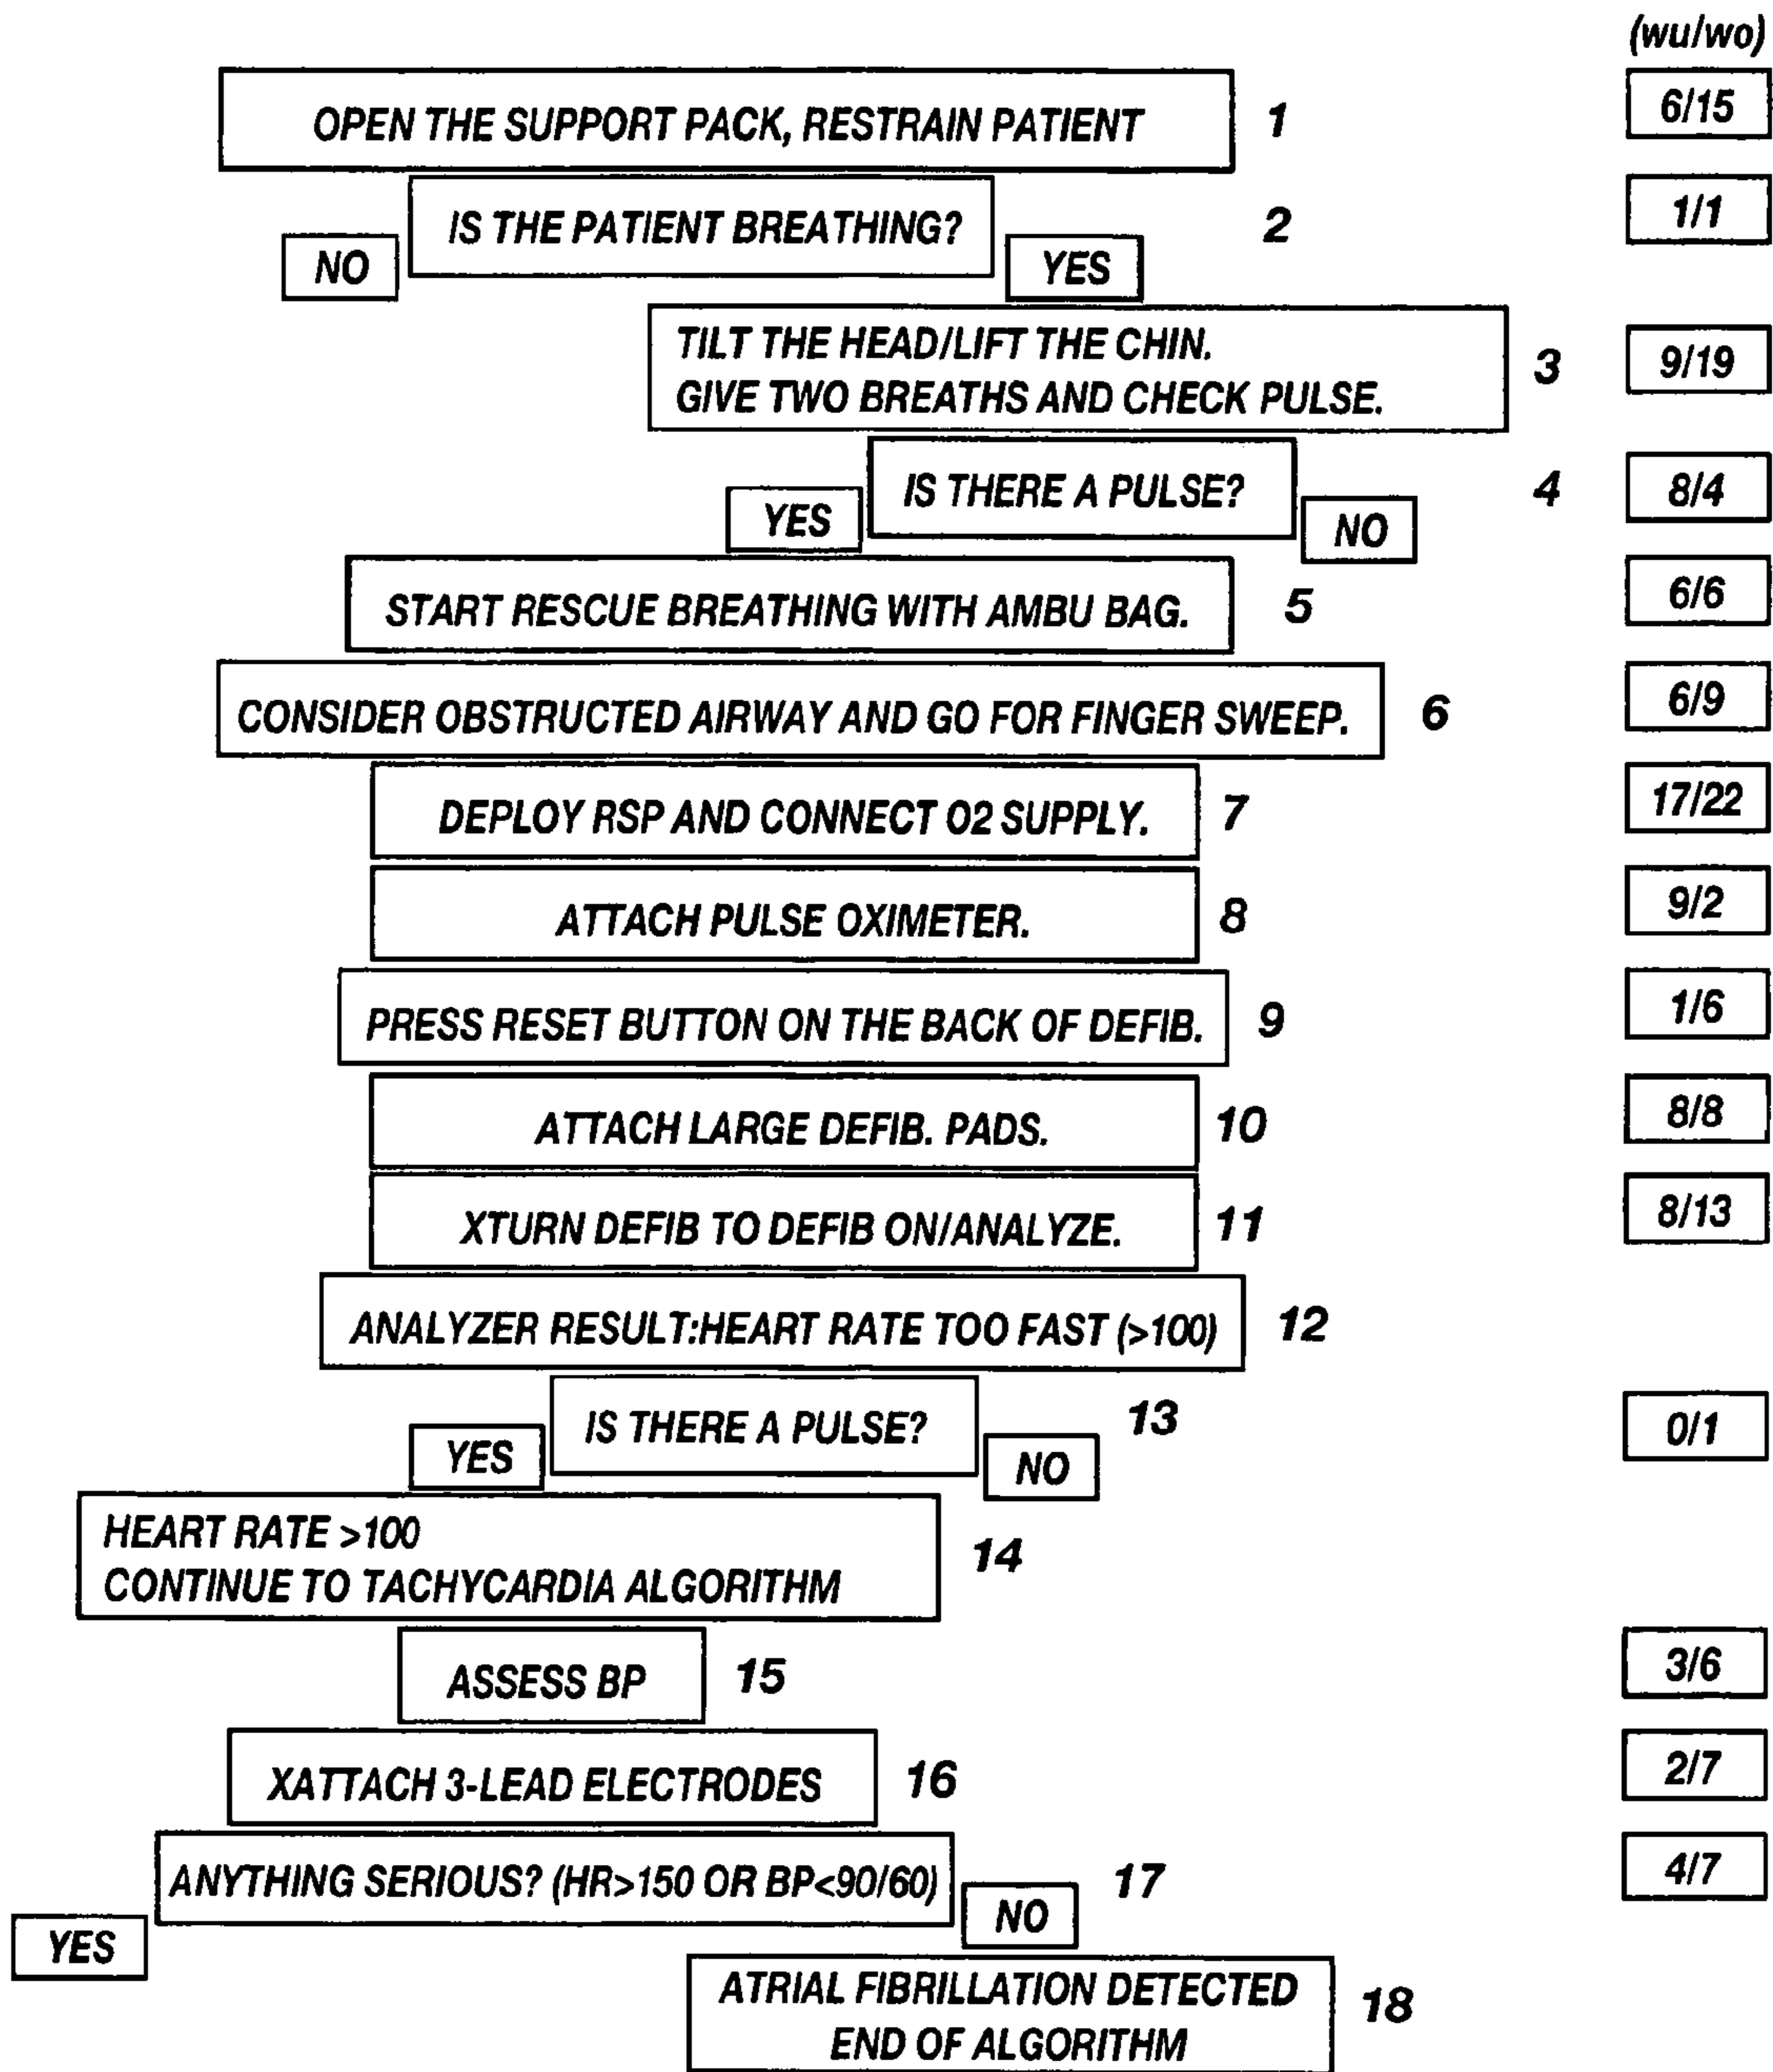 (wu/wo)
OPEN THE SUPPORT PACK, RESTRAIN PATIENT 1 6/15
IS THE PATIENT BREATHING? 2 1/1
NO YES
TILT THE HEAD/LIFT THE CHIN.
GIVE TWO BREATHS AND CHECK PULSE. 3 9/19
IS THERE A PULSE? 4 8/4
YES NO
START RESCUE BREATHING WITH AMBU BAG. 5 6/6
CONSIDER OBSTRUCTED AIRWAY AND GO FOR FINGER SWEEP. 6 6/9
DEPLOY RSP AND CONNECT O2 SUPPLY. 7 17/22
ATTACH PULSE OXIMETER. 8 9/2
PRESS RESET BUTTON ON THE BACK OF DEFIB. 9 1/6
ATTACH LARGE DEFIB. PADS. 10 8/8
XTURN DEFIB TO DEFIB ON/ANALYZE. 11 8/13
ANALYZER RESULT:HEART RATE TOO FAST (>100) 12
IS THERE A PULSE? 13 0/1
YES NO
HEART RATE >100
CONTINUE TO TACHYCARDIA ALGORITHM 14
ASSESS BP 15 3/6
XATTACH 3-LEAD ELECTRODES 16 2/7
ANYTHING SERIOUS? (HR>150 OR BP<90/60) 17 4/7
YES NO
ATRIAL FIBRILLATION DETECTED
END OF ALGORITHM 18